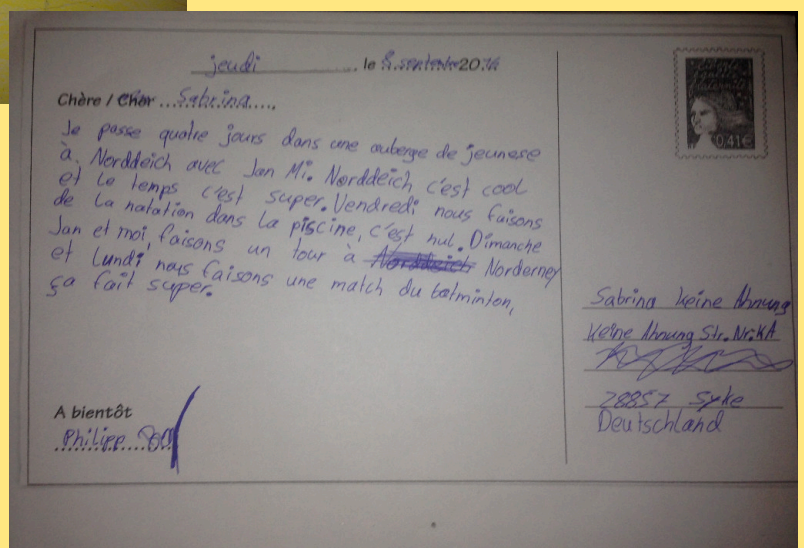 jeudi, le 8 septembre 20
Chère / Cher Sabrina,
Je passe quatre jours dans une auberge de jeunese
à Norddeich avec Jan Mi. Norddeich c'est cool
et le temps c'est super. Vendredi nous faisons
de la natation dans la piscine, c'est nul. Dimanche
Jan et moi, faisons un tour à Norddeich Norderney
et lundi nous faisons une match du batminton,
ça fait super.
A bientôt
Philipp
0,41€
Sabrina keine Ahnung
Keine Ahnung Str. Nr. KA
28857 Syke
Deutschland